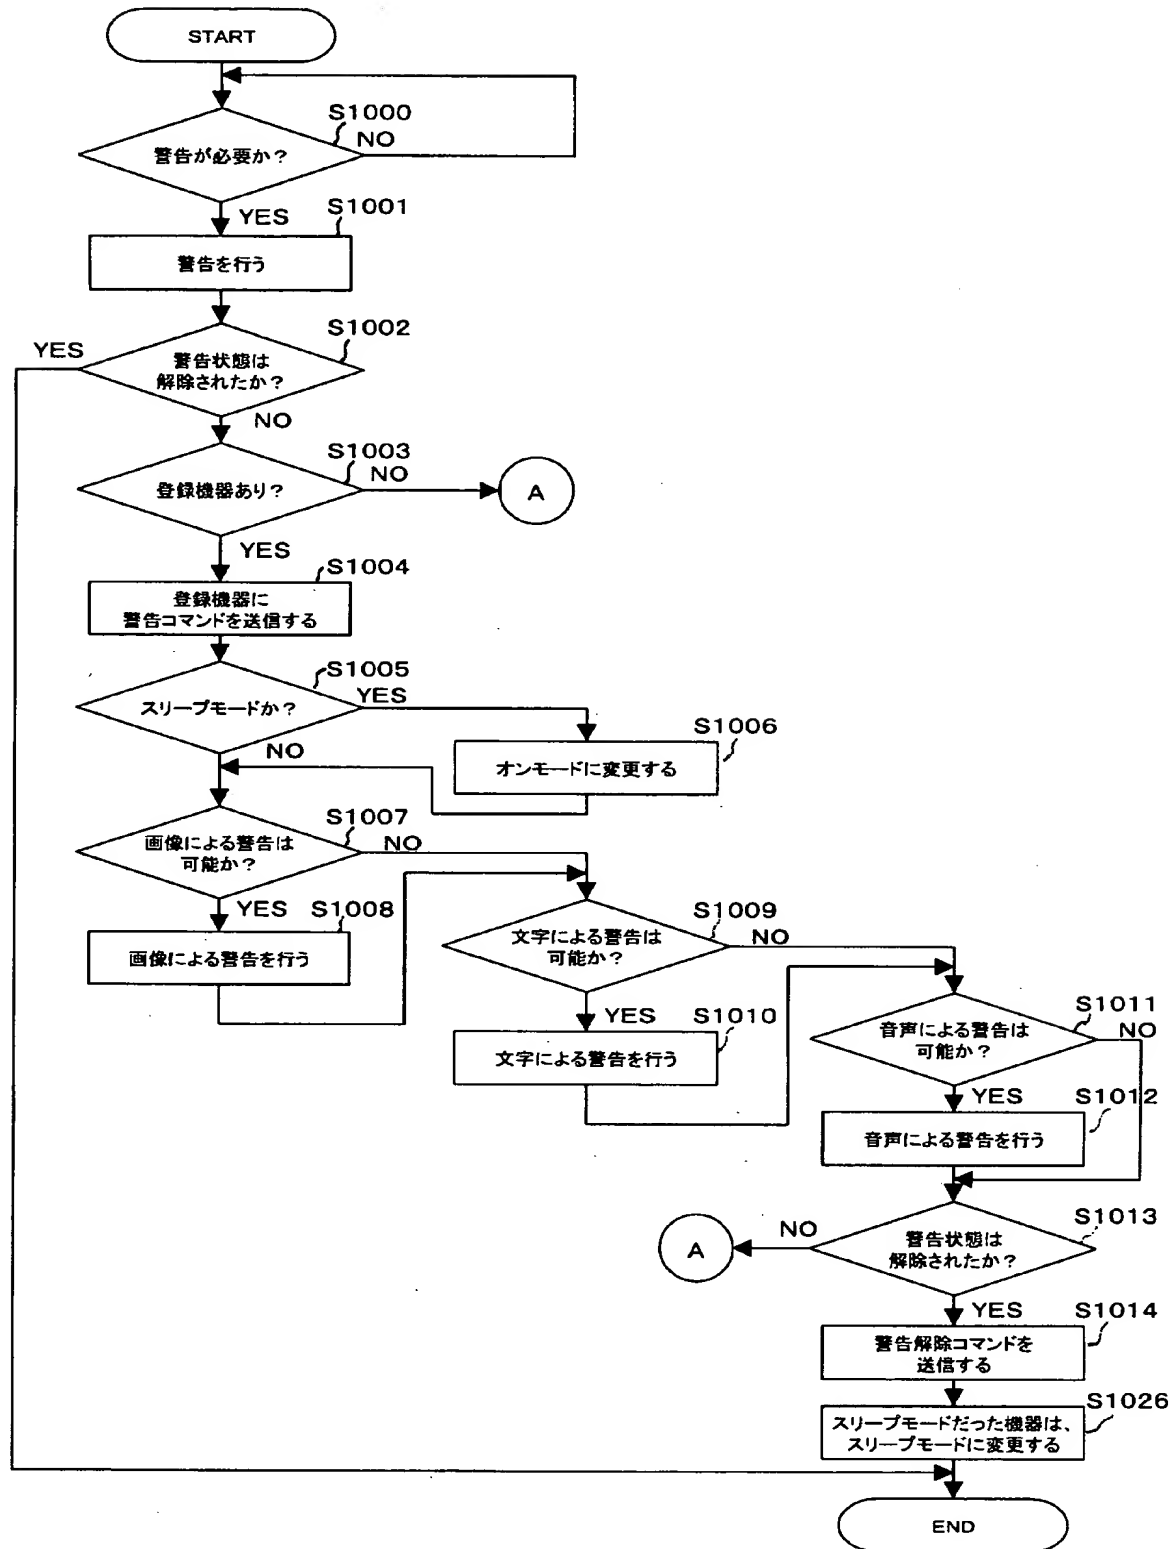 START
S1000
NO
警告が必要か？
YES
S1001
警告を行う
S1002
YES
警告状態は
解除されたか？
NO
S1003
NO
登録機器あり？
A
YES
S1004
登録機器に
警告コマンドを送信する
S1005
YES
スリープモードか？
S1006
NO
オンモードに変更する
S1007
NO
画像による警告は
可能か？
YES
S1008
画像による警告を行う
S1009
NO
文字による警告は
可能か？
YES
S1010
文字による警告を行う
S1011
NO
音声による警告は
可能か？
YES
S1012
音声による警告を行う
S1013
NO
A
警告状態は
解除されたか？
YES
S1014
警告解除コマンドを
送信する
S1026
スリープモードだった機器は、
スリープモードに変更する
END